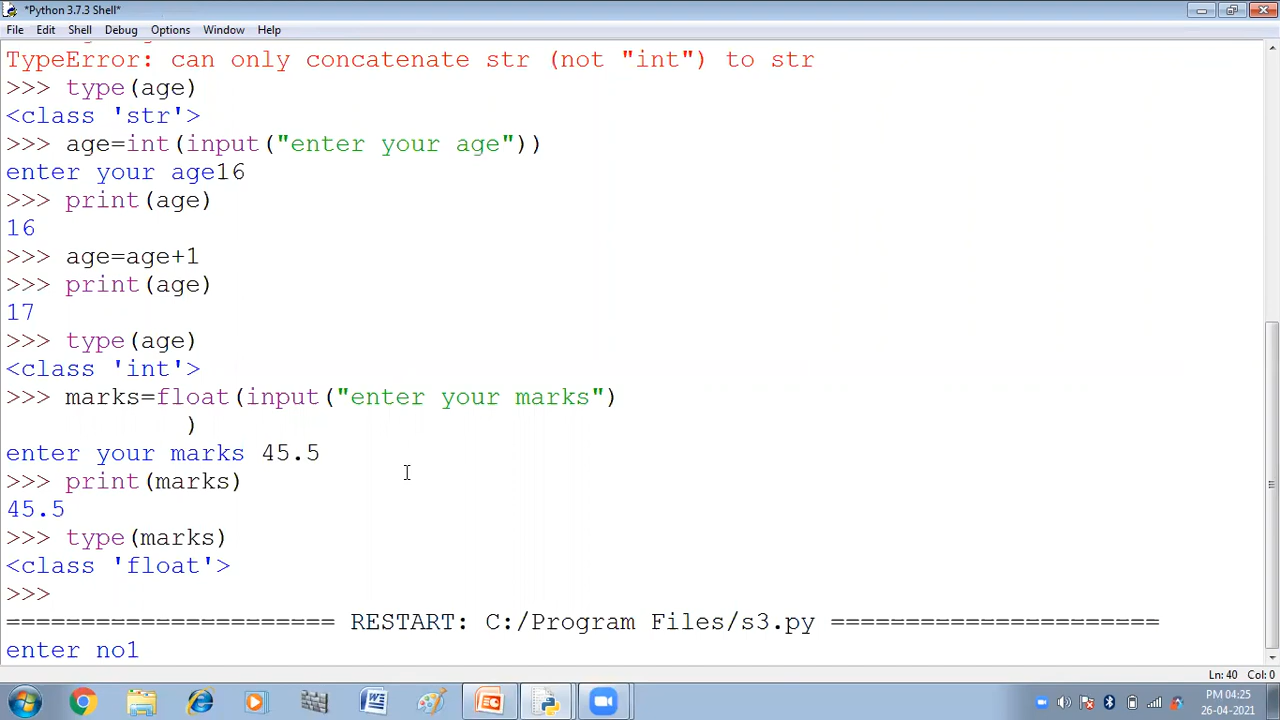 *Python 3.7.3 Shell*
File Edit Shell Debug Options Window Help
TypeError: can only concatenate str (not "int") to str
>>> type(age)
<class 'str'>
>>> age=int(input("enter your age"))
enter your age16
>>> print(age)
16
>>> age=age+1
>>> print(age)
17
>>> type(age)
<class 'int'>
>>> marks=float(input("enter your marks")
)
enter your marks 45.5
>>> print(marks)
45.5
>>> type(marks)
<class 'float'>
>>>
====================== RESTART: C:/Program Files/s3.py ======================
enter no1
Ln: 40 Col: 0
PM 04:25
26-04-2021